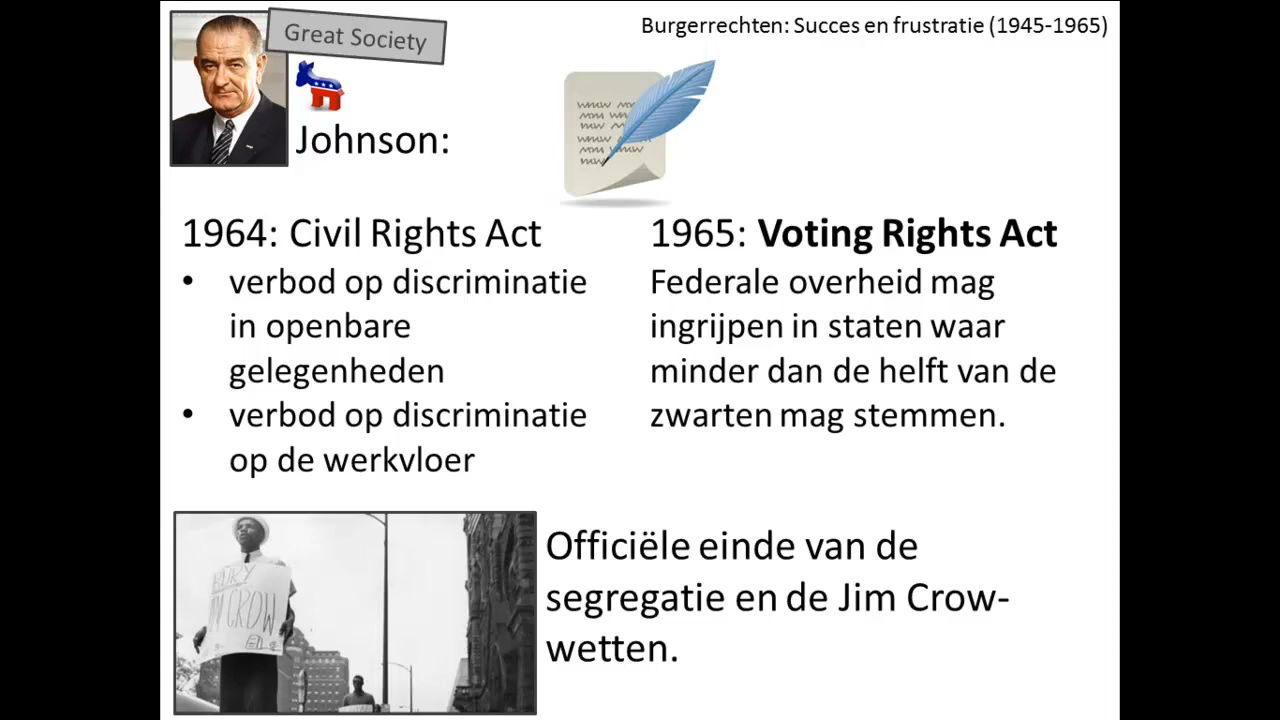 Great Society
Burgerrechten: Succes en frustratie (1945-1965)
Johnson:
1964: Civil Rights Act
• verbod op discriminatie
in openbare
gelegenheden
• verbod op discriminatie
op de werkvloer
1965: Voting Rights Act
Federale overheid mag
ingrijpen in staten waar
minder dan de helft van de
zwarten mag stemmen.
BURY
JIM CROW
Officiële einde van de
segregatie en de Jim Crow-
wetten.